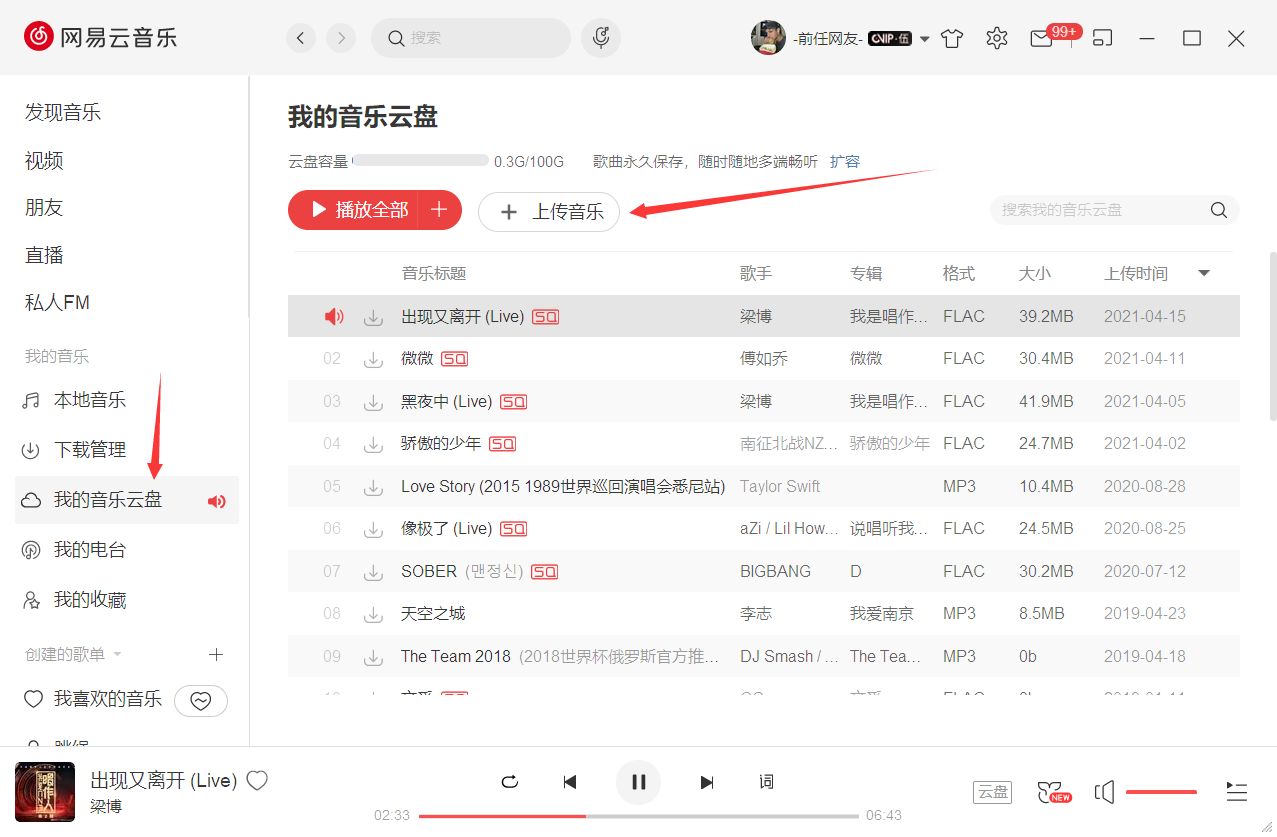 网易云音乐
搜索
-前任网友- CVIP·伍
99+
发现音乐
视频
朋友
直播
私人FM
我的音乐
本地音乐
下载管理
我的音乐云盘
我的电台
我的收藏
创建的歌单
我喜欢的音乐
我的音乐云盘
云盘容量 0.3G/100G 歌曲永久保存，随时随地多端畅听 扩容
播放全部 + + 上传音乐 搜索我的音乐云盘
音乐标题 歌手 专辑 格式 大小 上传时间
出现又离开 (Live) SQ 梁博 我是唱作... FLAC 39.2MB 2021-04-15
02 微微 SQ 傅如乔 微微 FLAC 30.4MB 2021-04-11
03 黑夜中 (Live) SQ 梁博 我是唱作... FLAC 41.9MB 2021-04-05
04 骄傲的少年 SQ 南征北战NZ... 骄傲的少年 FLAC 24.7MB 2021-04-02
05 Love Story (2015 1989世界巡回演唱会悉尼站) Taylor Swift MP3 10.4MB 2020-08-28
06 像极了 (Live) SQ aZi / Lil How... 说唱听我... FLAC 24.5MB 2020-08-25
07 SOBER (맨정신) SQ BIGBANG D FLAC 30.2MB 2020-07-12
08 天空之城 李志 我爱南京 MP3 8.5MB 2019-04-23
09 The Team 2018 (2018世界杯俄罗斯官方推... DJ Smash / ... The Tea... MP3 0b 2019-04-18
出现又离开 (Live)
梁博
词
02:33 06:43
云盘 NEW